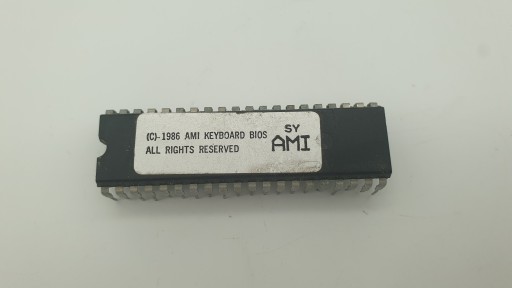 (C)-1986 AMI KEYBOARD BIOS
ALL RIGHTS RESERVED
SY
AMI